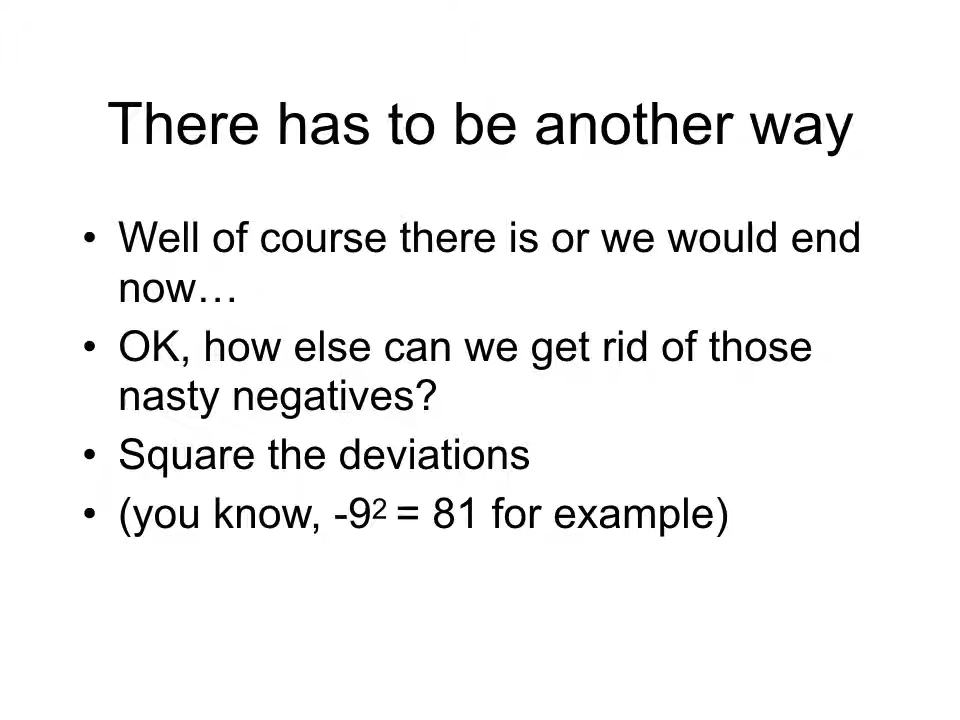 There has to be another way
• Well of course there is or we would end
now…
• OK, how else can we get rid of those
nasty negatives?
• Square the deviations
• (you know, -9² = 81 for example)